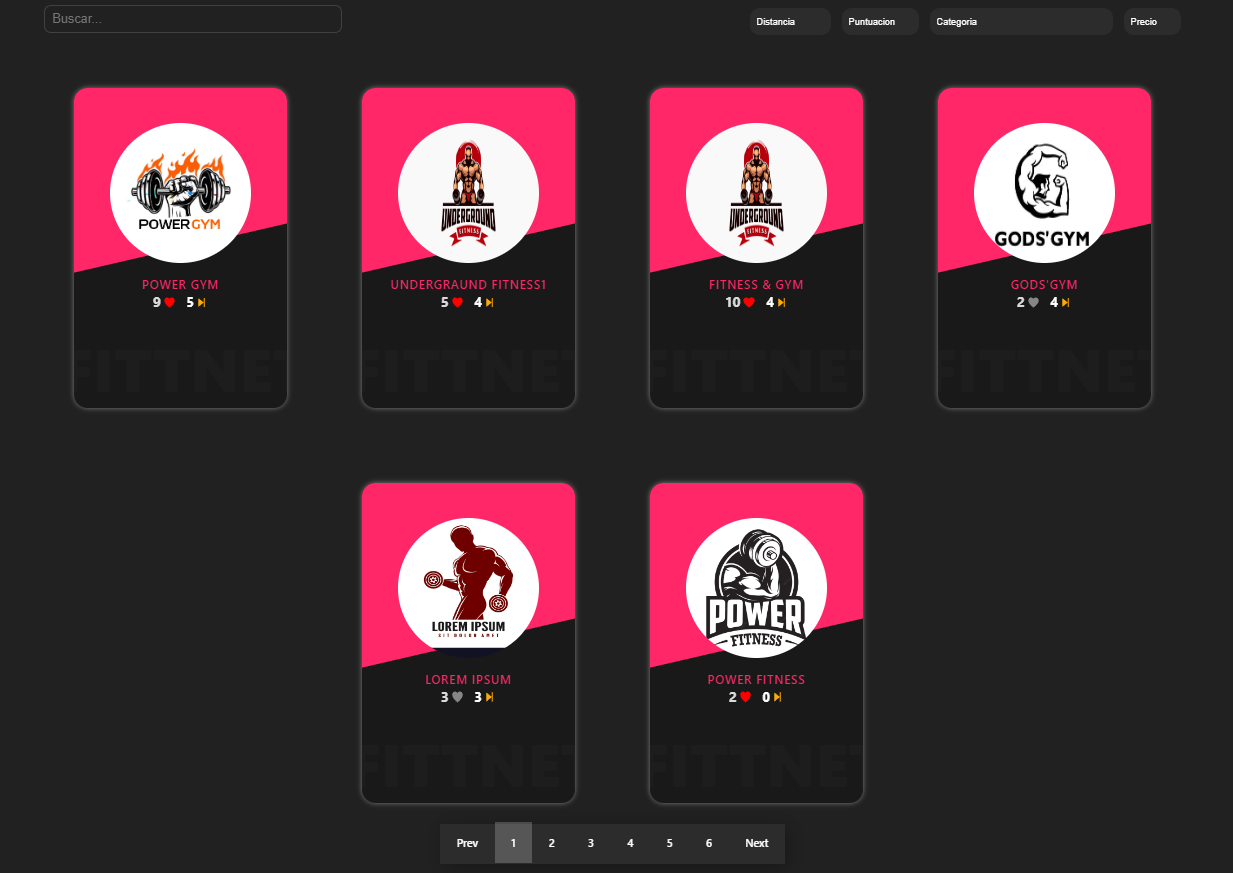 Buscar...
Distancia
Puntuacion
Categoria
Precio
POWER GYM
POWER GYM
9 5
FITTNET
UNDERGROUND
FITNESS
UNDERGRAUND FITNESS1
5 4
FITTNET
UNDERGROUND
FITNESS
FITNESS & GYM
10 4
FITTNET
GODS'GYM
GODS'GYM
2 4
FITTNET
LOREM IPSUM
SIT DOLOR AMET
LOREM IPSUM
3 3
FITTNET
POWER
FITNESS
POWER FITNESS
2 0
FITTNET
Prev 1 2 3 4 5 6 Next